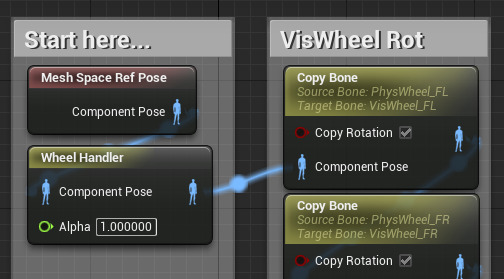 Start here...
Mesh Space Ref Pose
Component Pose
Wheel Handler
Component Pose
Alpha 1.000000
VisWheel Rot
Copy Bone
Source Bone: PhysWheel_FL
Target Bone: VisWheel_FL
Copy Rotation
Component Pose
Copy Bone
Source Bone: PhysWheel_FR
Target Bone: VisWheel_FR
Copy Rotation